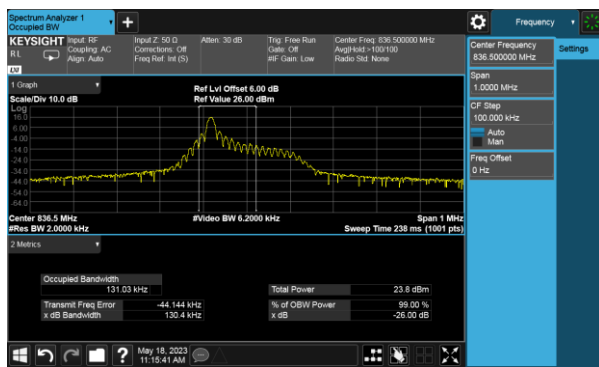 Spectrum Analyzer 1
Occupied BW
Frequency
KEYSIGHT
Input: RF
Coupling: AC
Align: Auto
Input Z: 50 Ω
Corrections: Off
Freq Ref: Int (S)
Atten: 30 dB
Trig: Free Run
Gate: Off
#IF Gain: Low
Center Freq: 836.500000 MHz
Avg|Hold:>100/100
Radio Std: None
RL
LXI
Center Frequency
836.500000 MHz
Settings
Span
1.0000 MHz
CF Step
100.000 kHz
Auto
Man
Freq Offset
0 Hz
1 Graph
Scale/Div 10.0 dB
Ref Lvl Offset 6.00 dB
Ref Value 26.00 dBm
Log
16.0
6.00
-4.00
-14.0
-24.0
-34.0
-44.0
-54.0
-64.0
Center 836.5 MHz
#Video BW 6.2000 kHz
Span 1 MHz
#Res BW 2.0000 kHz
Sweep Time 238 ms (1001 pts)
2 Metrics
Occupied Bandwidth
131.03 kHz
Total Power 23.8 dBm
Transmit Freq Error -44.144 kHz
% of OBW Power 99.00 %
x dB Bandwidth 130.4 kHz
x dB -26.00 dB
?
May 18, 2023
11:15:41 AM